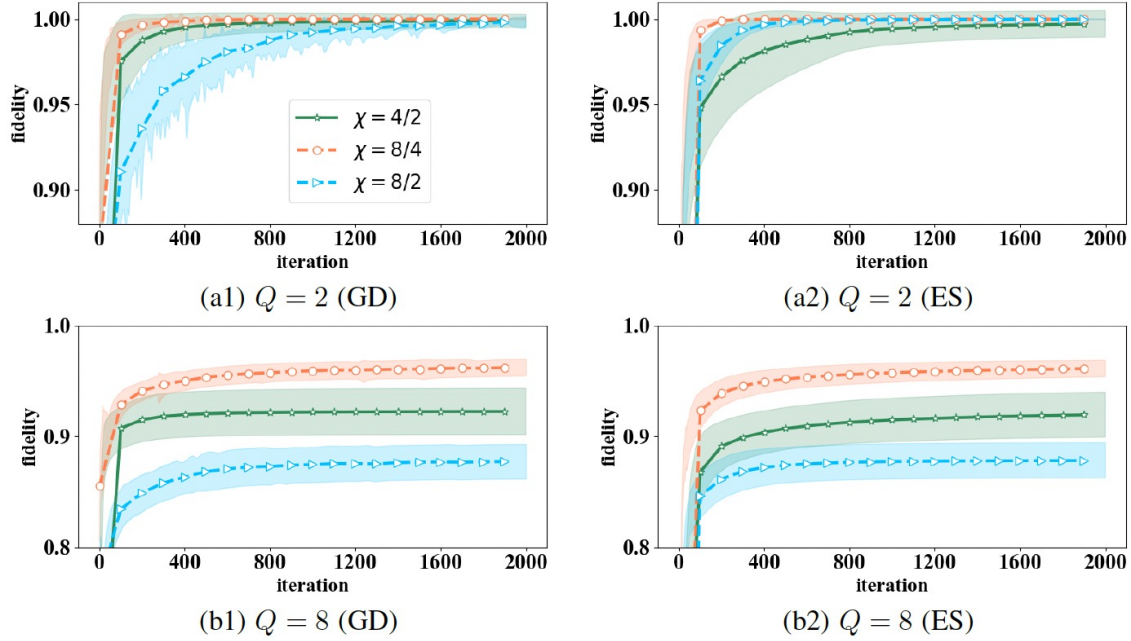 1.00
0.95
0.90
fidelity
χ = 4/2
χ = 8/4
χ = 8/2
0 400 800 1200 1600 2000
iteration
(a1) Q = 2 (GD)
1.00
0.95
0.90
fidelity
0 400 800 1200 1600 2000
iteration
(a2) Q = 2 (ES)
1.0
0.9
0.8
fidelity
0 400 800 1200 1600 2000
iteration
(b1) Q = 8 (GD)
1.0
0.9
0.8
fidelity
0 400 800 1200 1600 2000
iteration
(b2) Q = 8 (ES)